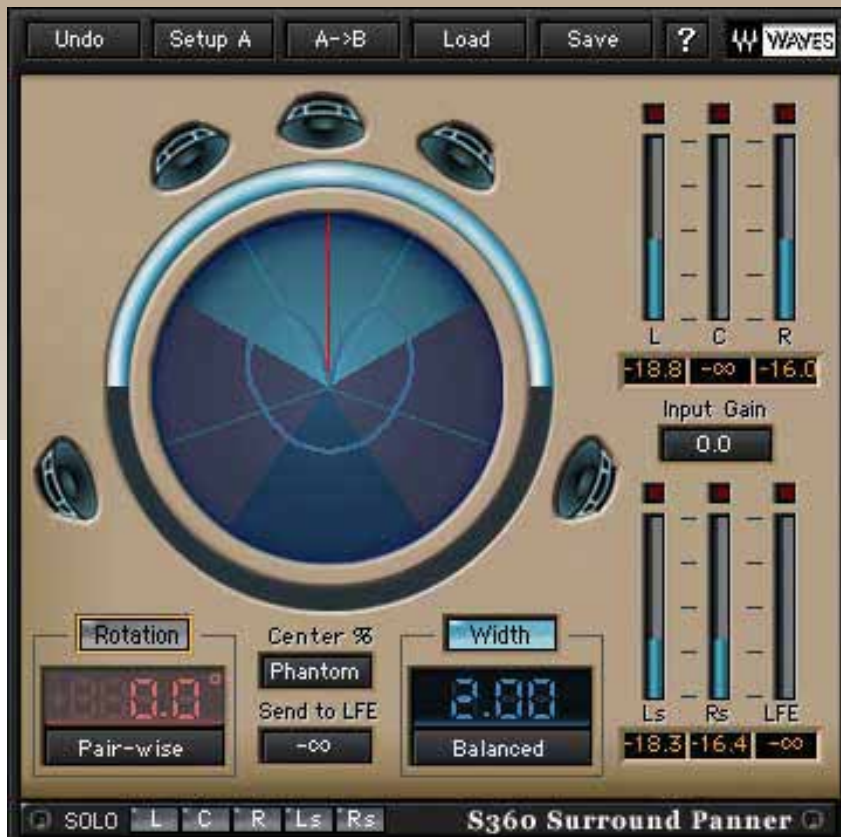 Undo Setup A A->B Load Save ? WAVES
L C R
-18.8 -∞ -16.0
Input Gain
0.0
Rotation Center % Width
Phantom
0.0° 2.00
Send to LFE
Pair-wise -∞ Balanced
Ls Rs LFE
-18.3 -16.4 -∞
SOLO L C R Ls Rs S360 Surround Panner